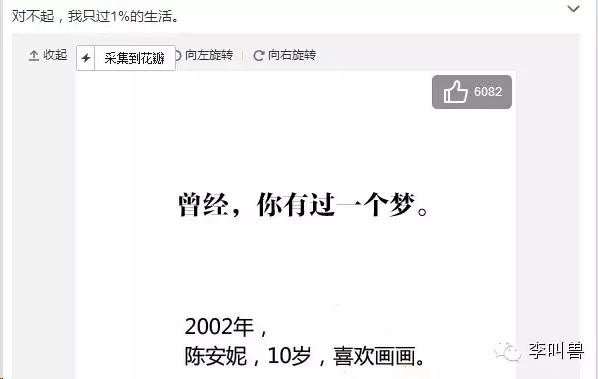 对不起，我只过1%的生活。
收起 采集到花瓣 向左旋转 向右旋转
6082
曾经，你有过一个梦。
2002年，
陈安妮，10岁，喜欢画画。
李叫兽